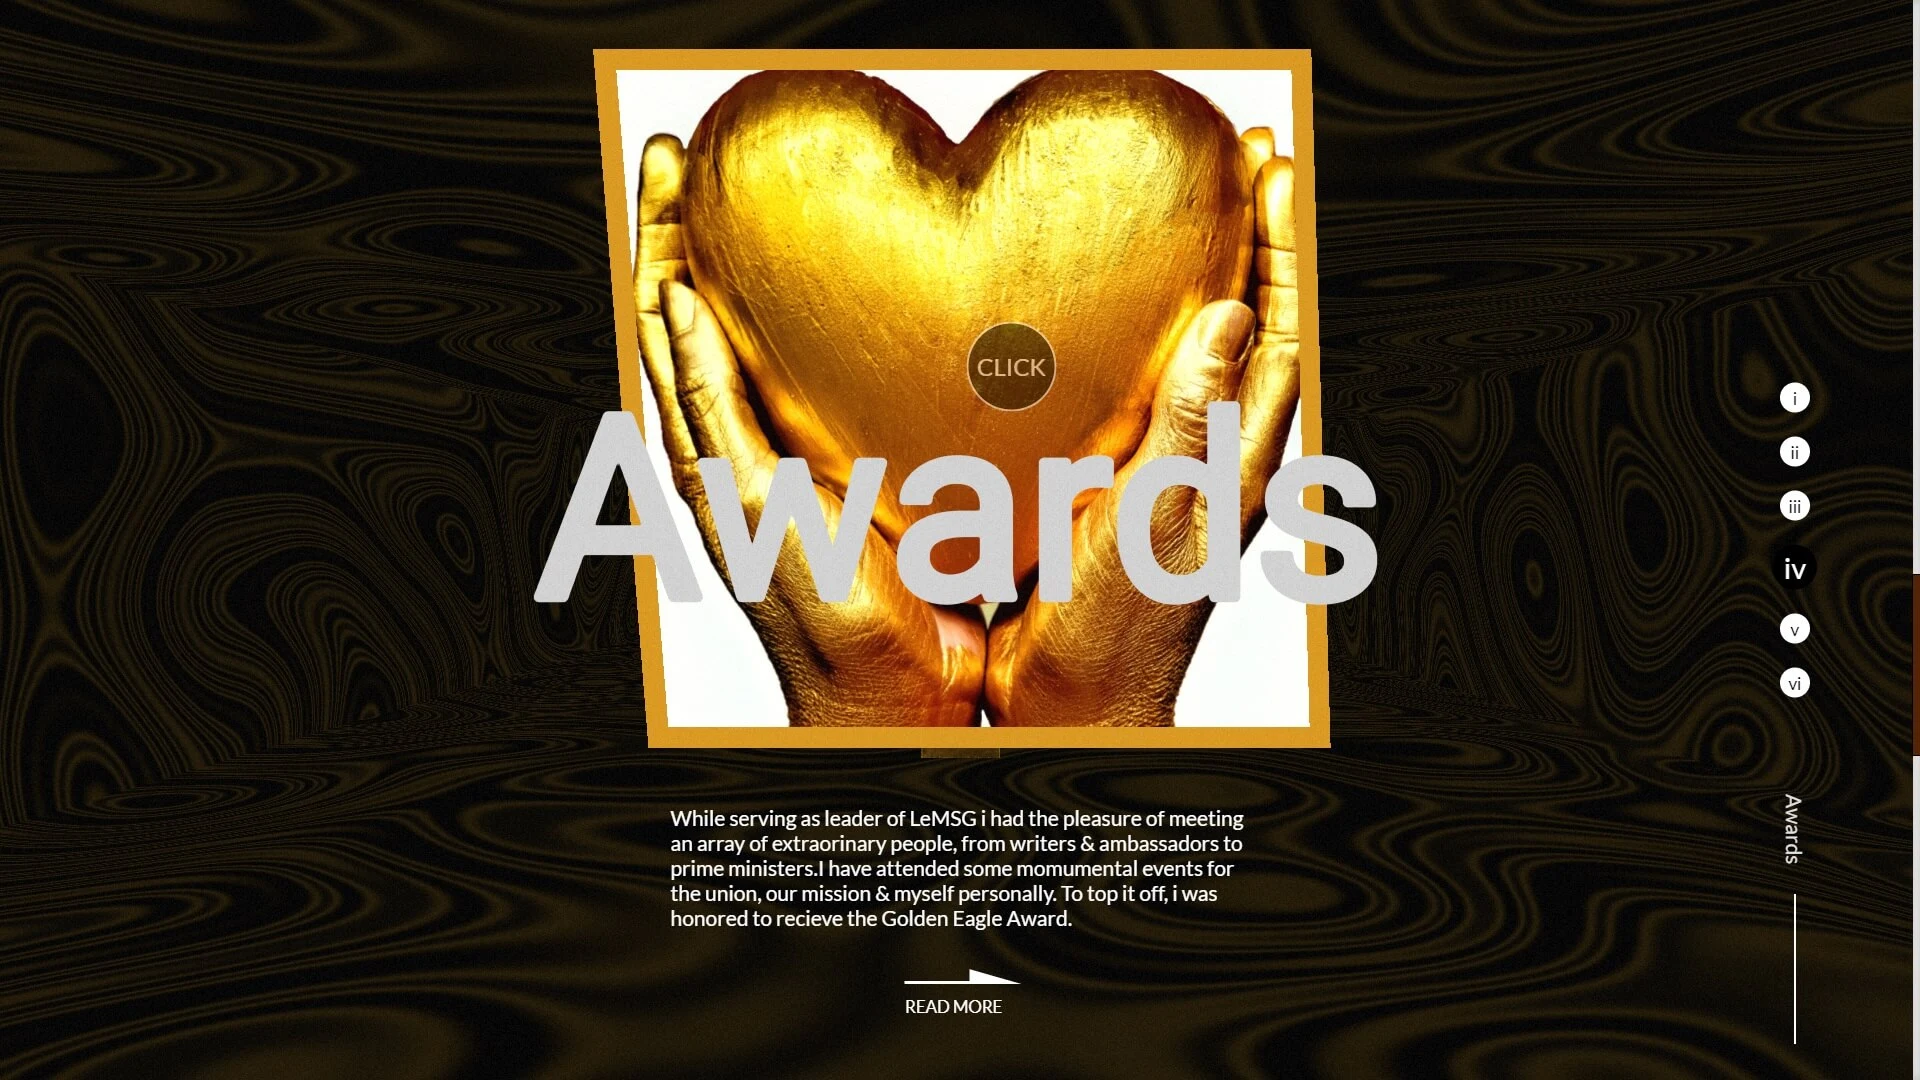 CLICK
Awards
i
ii
iii
iv
v
vi
Awards
While serving as leader of LeMSG i had the pleasure of meeting
an array of extraorinary people, from writers & ambassadors to
prime ministers.I have attended some momumental events for
the union, our mission & myself personally. To top it off, i was
honored to recieve the Golden Eagle Award.
READ MORE